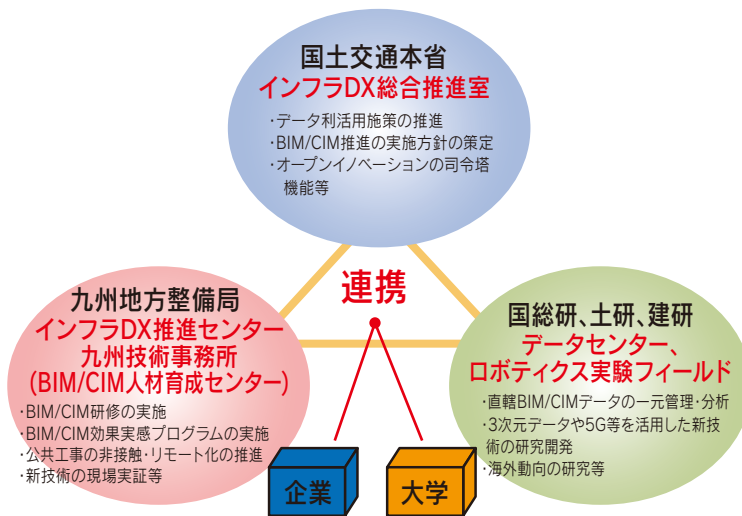 国土交通本省
インフラDX総合推進室
・データ利活用施策の推進
・BIM/CIM推進の実施方針の策定
・オープンイノベーションの司令塔
機能等
連携
九州地方整備局
インフラDX推進センター
九州技術事務所
(BIM/CIM人材育成センター)
・BIM/CIM研修の実施
・BIM/CIM効果実感プログラムの実施
・公共工事の非接触・リモート化の推進
・新技術の現場実証等
国総研、土研、建研
データセンター、
ロボティクス実験フィールド
・直轄BIM/CIMデータの一元管理・分析
・3次元データや5G等を活用した新技
術の研究開発
・海外動向の研究等
企業
大学